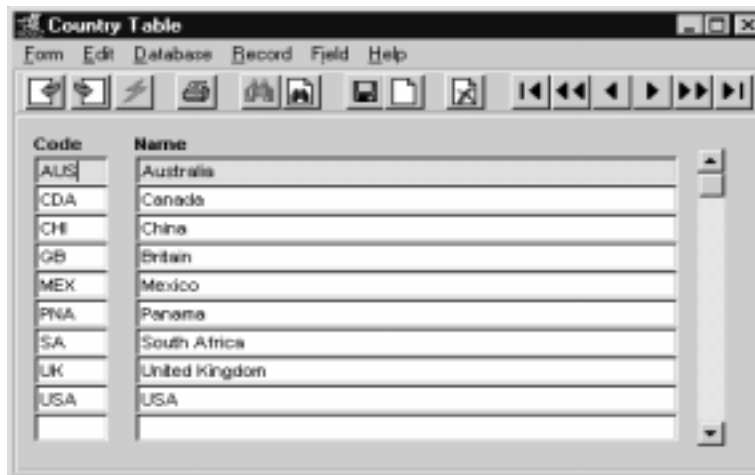 Country Table
Form Edit Database Record Field Help
Code Name
AUS Australia
CDA Canada
CHI China
GB Britain
MEX Mexico
PNA Panama
SA South Africa
UK United Kingdom
USA USA